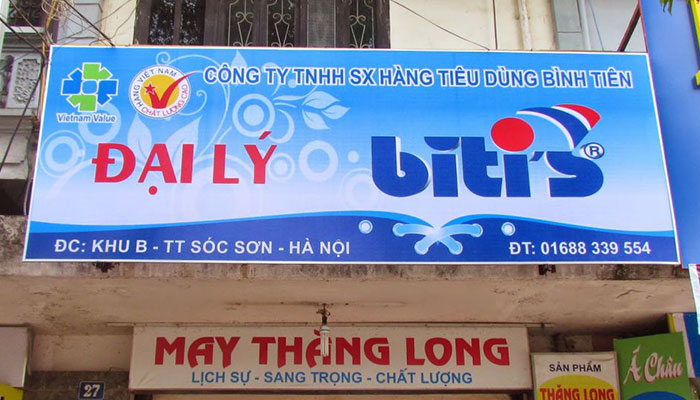 CÔNG TY TNHH SX HÀNG TIÊU DÙNG BÌNH TIÊN
Vietnam Value
HÀNG VIỆT NAM
CHẤT LƯỢNG CAO
ĐẠI LÝ
biti's®
ĐC: KHU B - TT SÓC SƠN - HÀ NỘI
ĐT: 01688 339 554
MAY THĂNG LONG
LỊCH SỰ - SANG TRỌNG - CHẤT LƯỢNG
27
SẢN PHẨM
THĂNG LONG
Á Châu